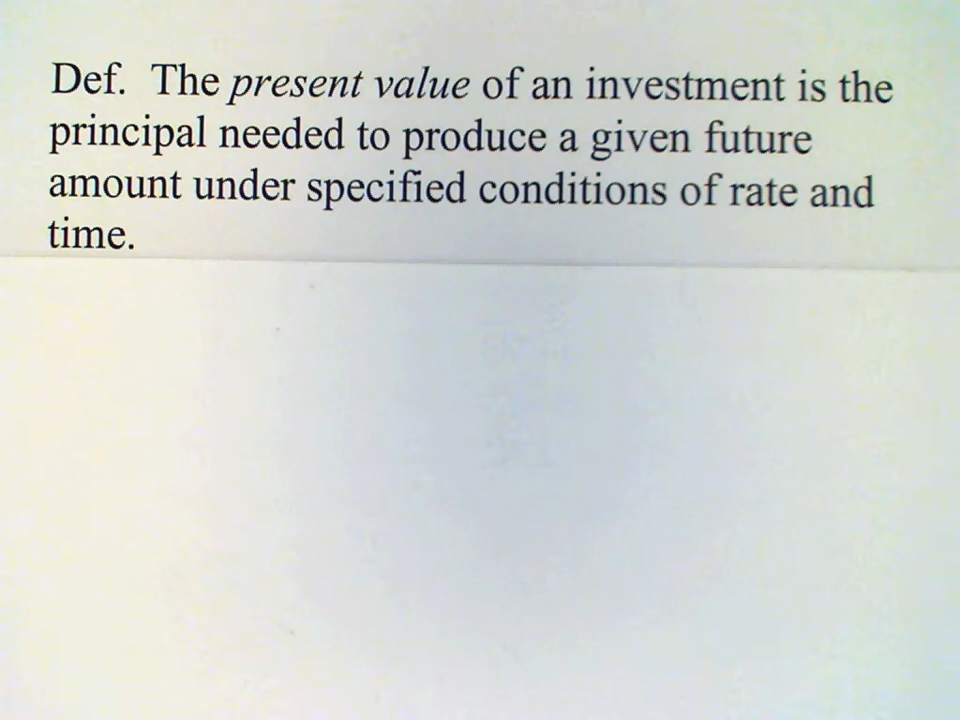 Def. The present value of an investment is the
principal needed to produce a given future
amount under specified conditions of rate and
time.